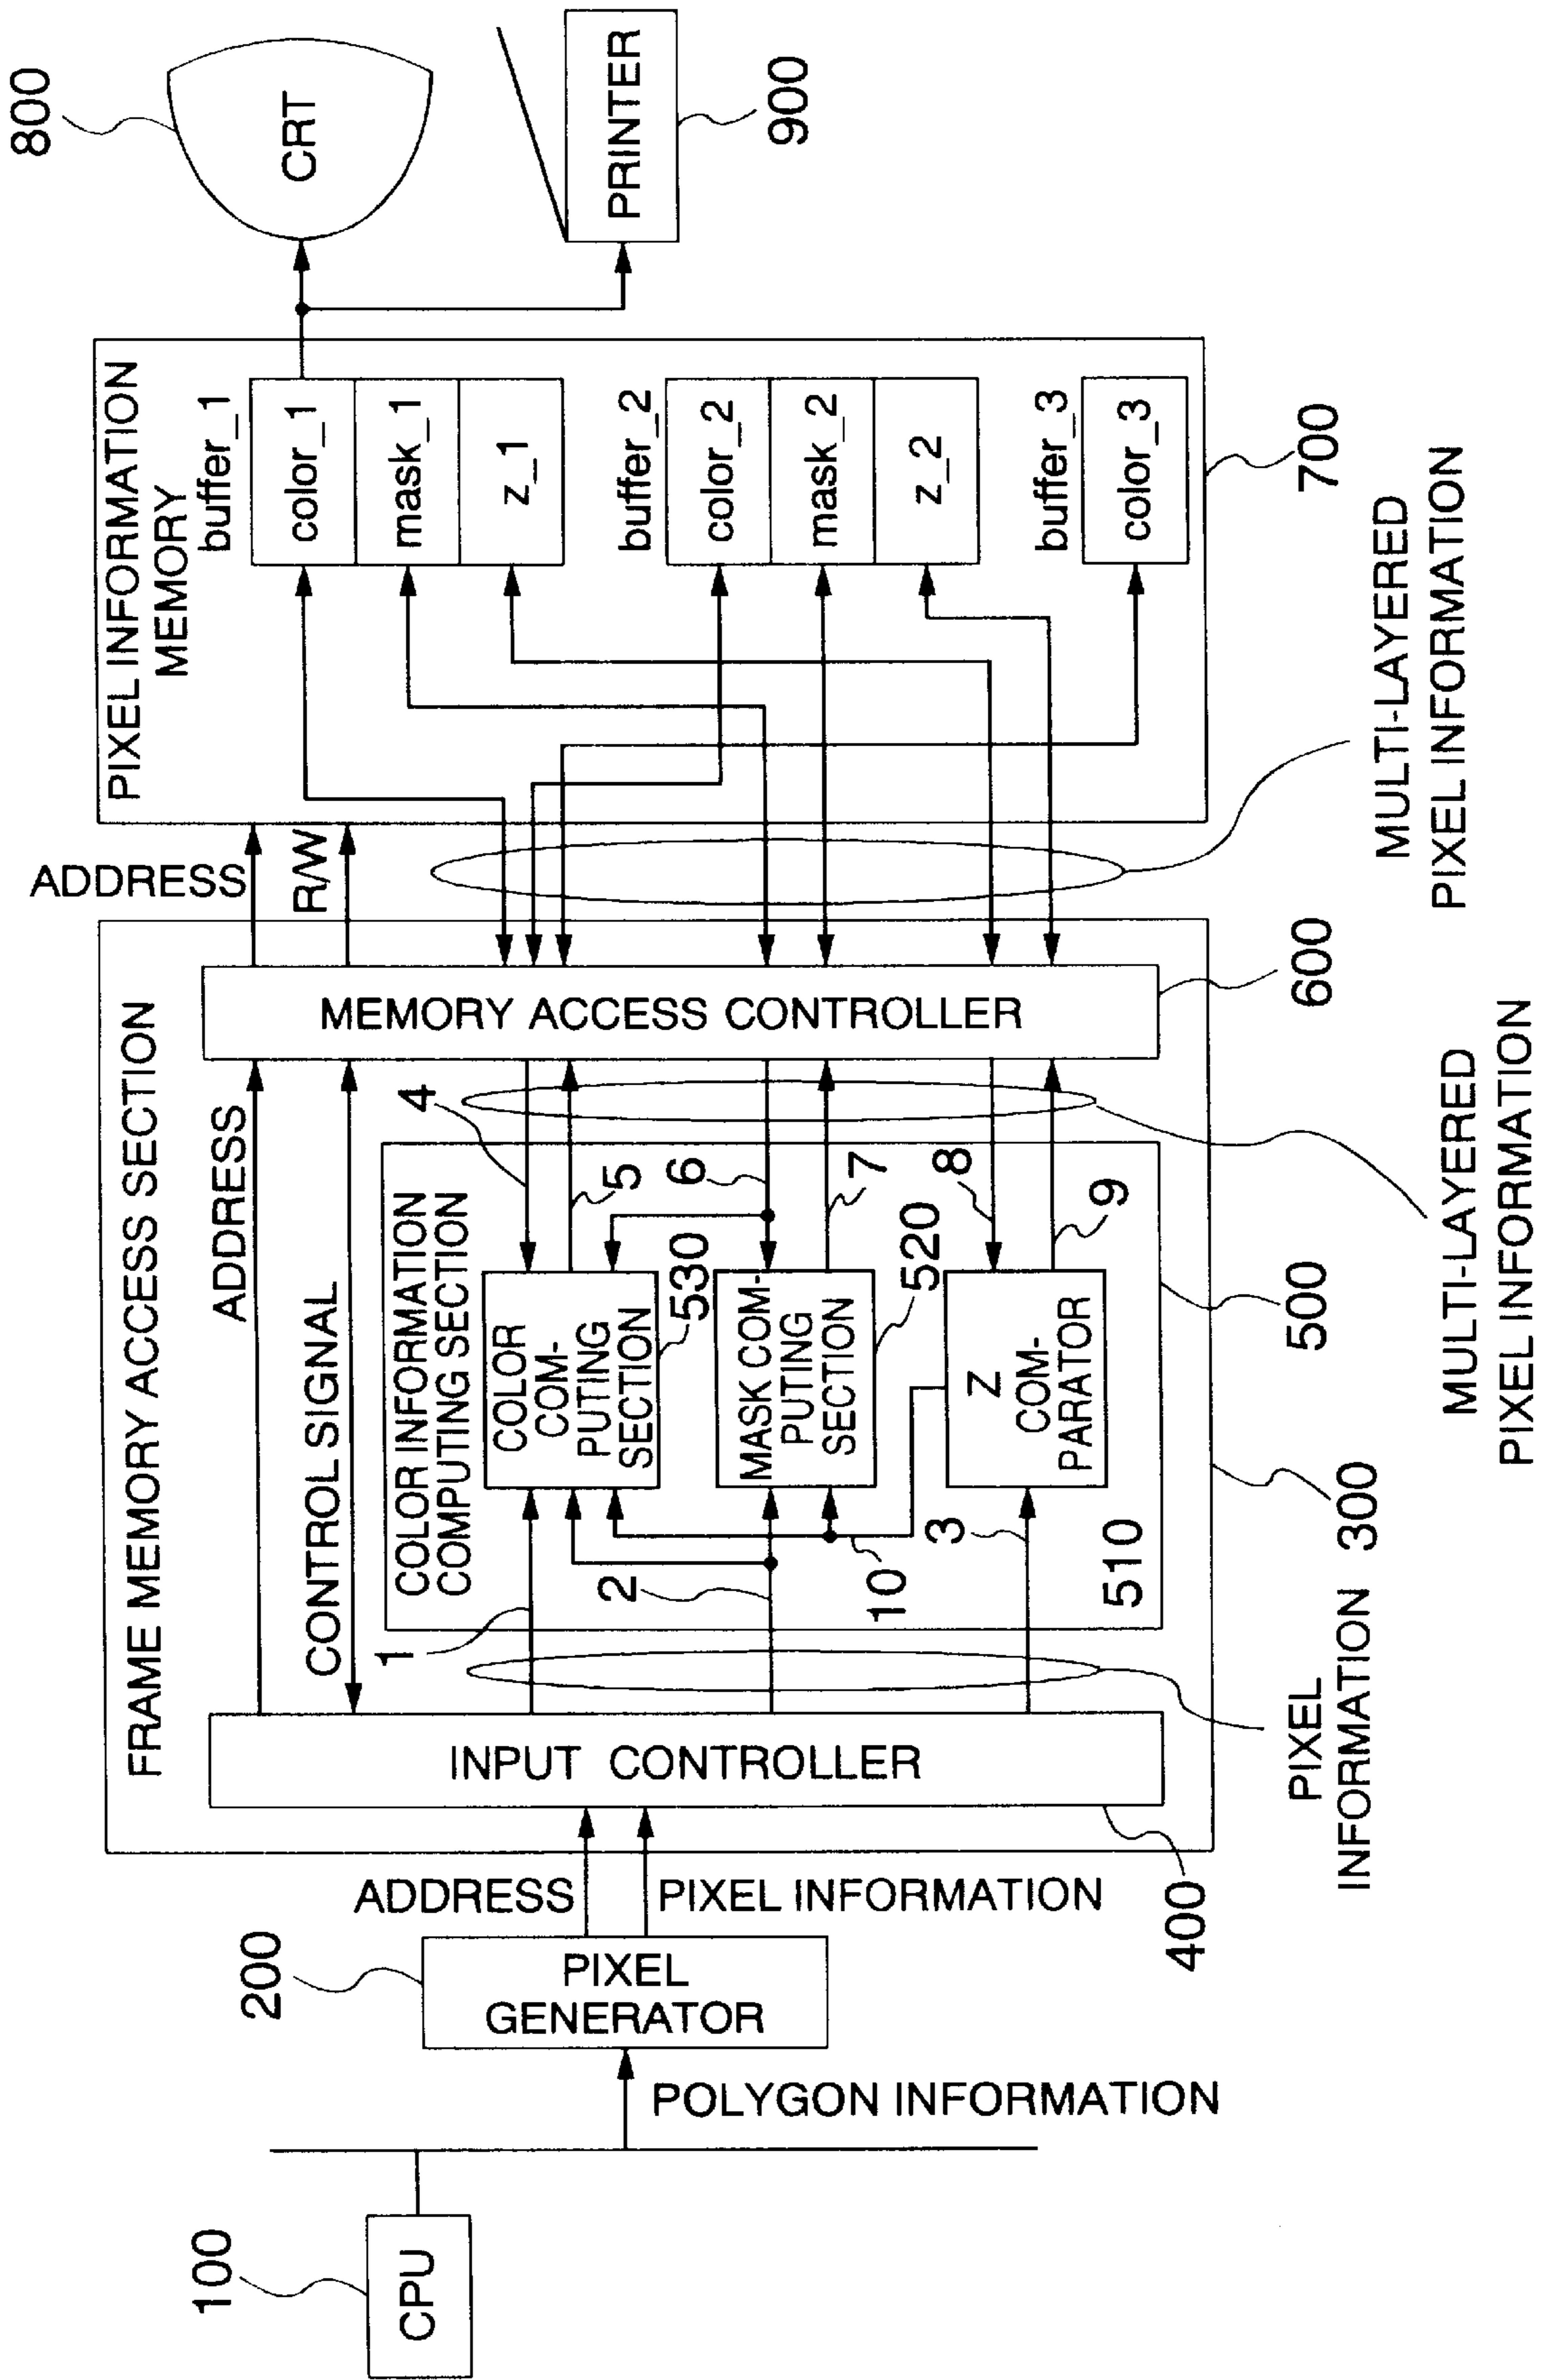 100
CPU
POLYGON INFORMATION
200
PIXEL
GENERATOR
ADDRESS
PIXEL INFORMATION
FRAME MEMORY ACCESS SECTION
INPUT CONTROLLER
400
ADDRESS
CONTROL SIGNAL
PIXEL
INFORMATION
300
COLOR INFORMATION
COMPUTING SECTION
1
2
3
10
510
COLOR
COM-
PUTING
SECTION
530
MASK COM-
PUTING
SECTION
520
Z
COM-
PARATOR
500
4
5
6
7
8
9
MULTI-LAYERED
PIXEL INFORMATION
MEMORY ACCESS CONTROLLER
600
ADDRESS
R/W
MULTI-LAYERED
PIXEL INFORMATION
PIXEL INFORMATION
MEMORY
700
buffer_1
color_1
mask_1
z_1
buffer_2
color_2
mask_2
z_2
buffer_3
color_3
800
CRT
PRINTER
900